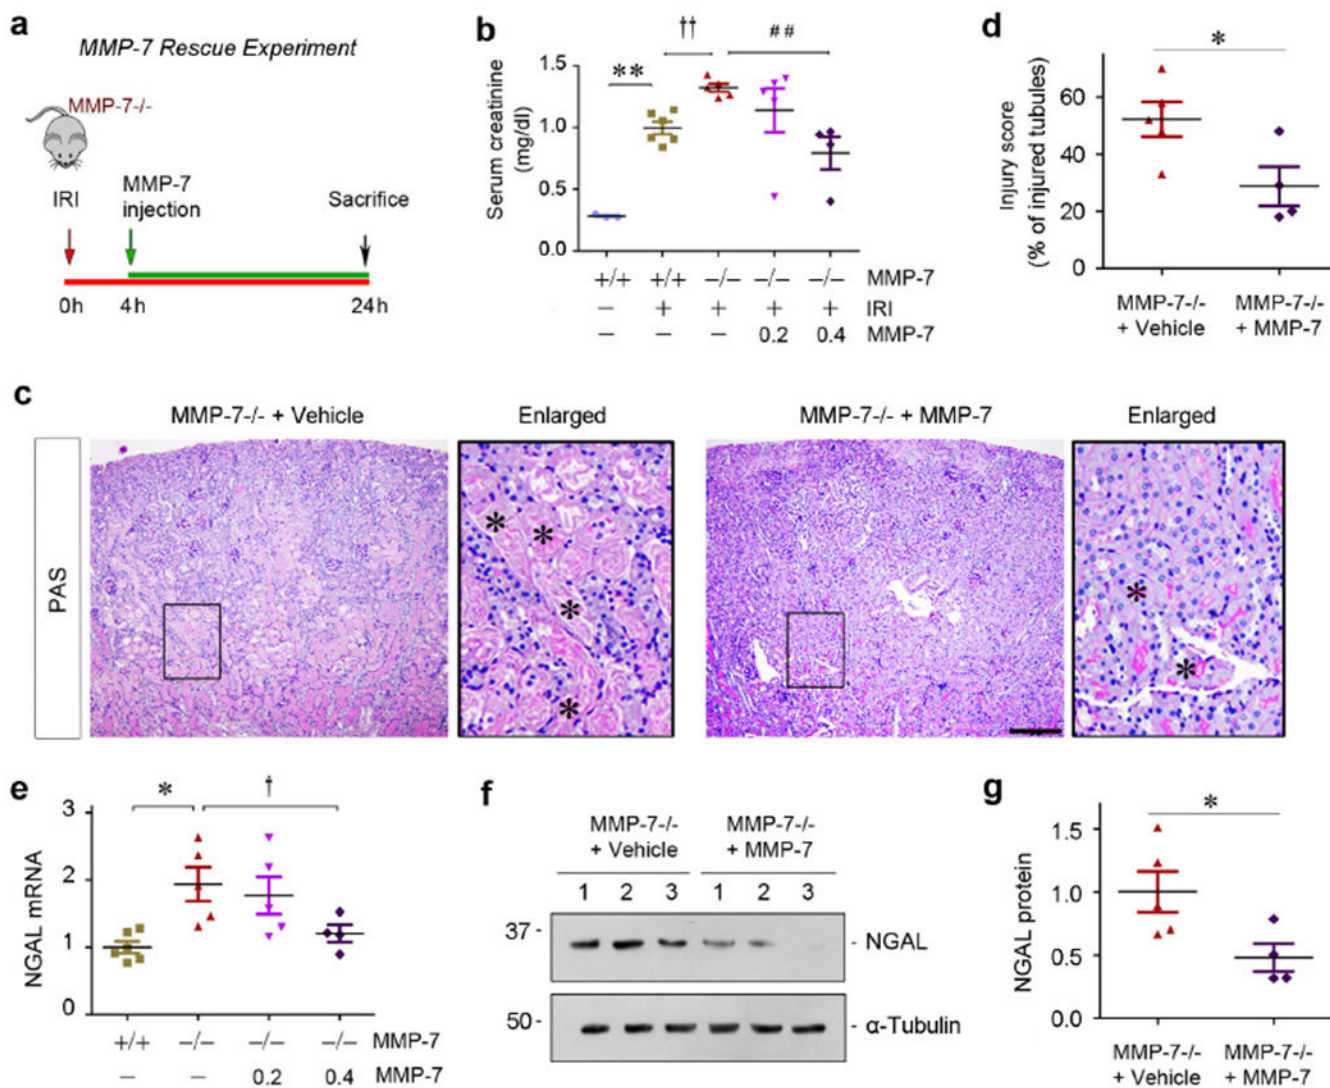 a
MMP-7 Rescue Experiment
MMP-7-/-
IRI
MMP-7
injection
Sacrifice
0h
4h
24h
b
Serum creatinine
(mg/dl)
1.5
1.0
0.5
0.0
**
††
##
+/+ +/+ -/- -/- -/- MMP-7
- + + + + IRI
- - - 0.2 0.4 MMP-7
d
Injury score
(% of injured tubules)
60
40
20
0
*
MMP-7-/-
+ Vehicle
MMP-7-/-
+ MMP-7
c
MMP-7-/- + Vehicle
Enlarged
MMP-7-/- + MMP-7
Enlarged
PAS
* * * *
* *
e
NGAL mRNA
3
2
1
0
*
†
+/+ -/- -/- -/- MMP-7
- - 0.2 0.4 MMP-7
f
MMP-7-/-
+ Vehicle
MMP-7-/-
+ MMP-7
1 2 3 1 2 3
37 -
- NGAL
50 -
- α-Tubulin
g
NGAL protein
1.5
1.0
0.5
0.0
*
MMP-7-/-
+ Vehicle
MMP-7-/-
+ MMP-7